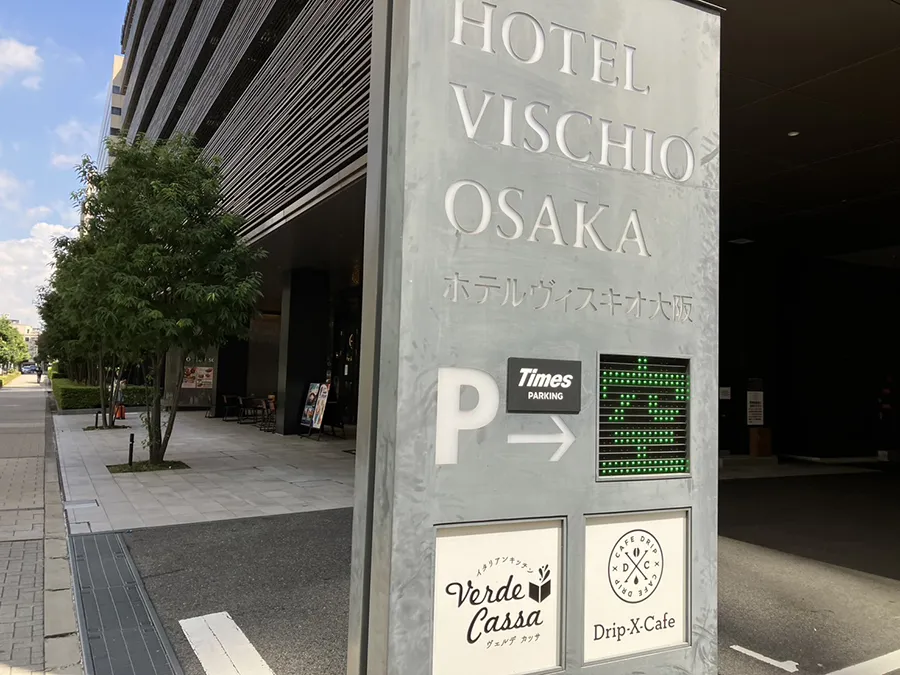 HOTEL
VISCHIO
OSAKA
ホテルヴィスキオ大阪
P
Times
PARKING
空
イタリアンキッチン
Verde
Cassa
ヴェルデ カッサ
CAFE DRIP X CAFE DRIP X
D C
Drip-X-Cafe